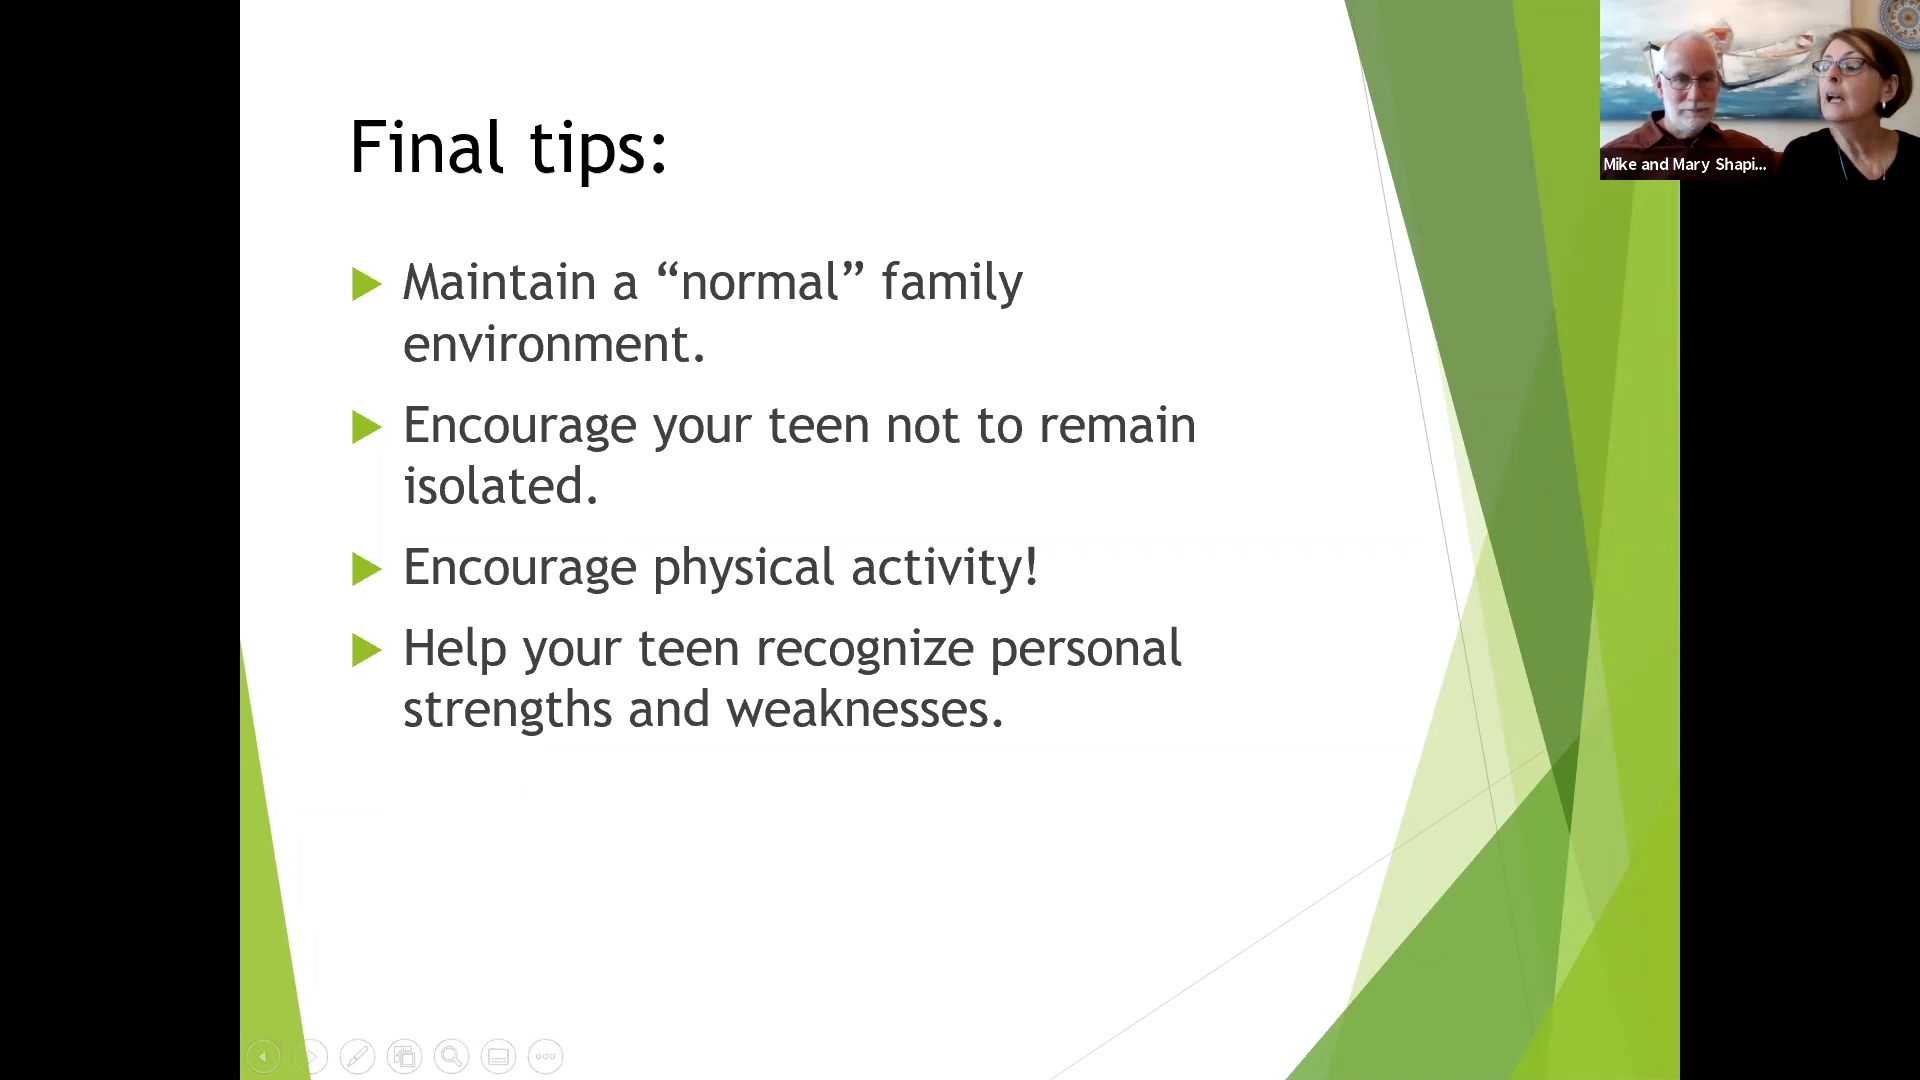 Final tips:
Maintain a “normal” family
environment.
Encourage your teen not to remain
isolated.
Encourage physical activity!
Help your teen recognize personal
strengths and weaknesses.
Mike and Mary Shapi...